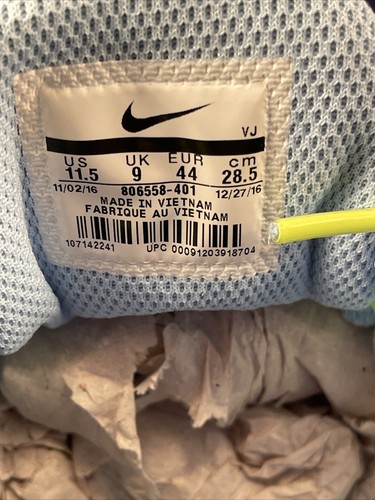 VJ
US UK EUR cm
11.5 9 44 28.5
11/02/16 806558-401 12/27/16
MADE IN VIETNAM
FABRIQUE AU VIETNAM
107142241 UPC 00091203918704